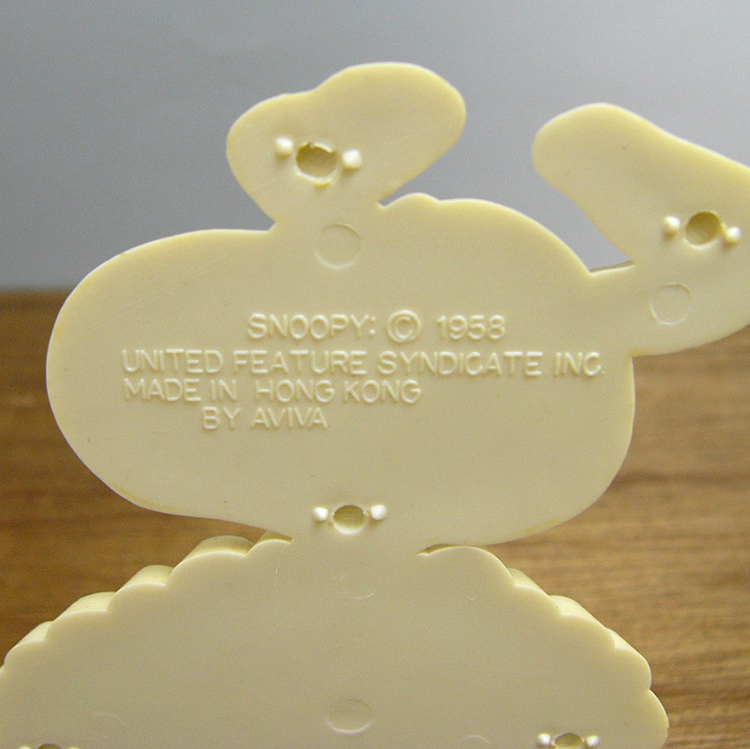 SNOOPY: © 1958
UNITED FEATURE SYNDICATE INC.
MADE IN HONG KONG
BY AVIVA